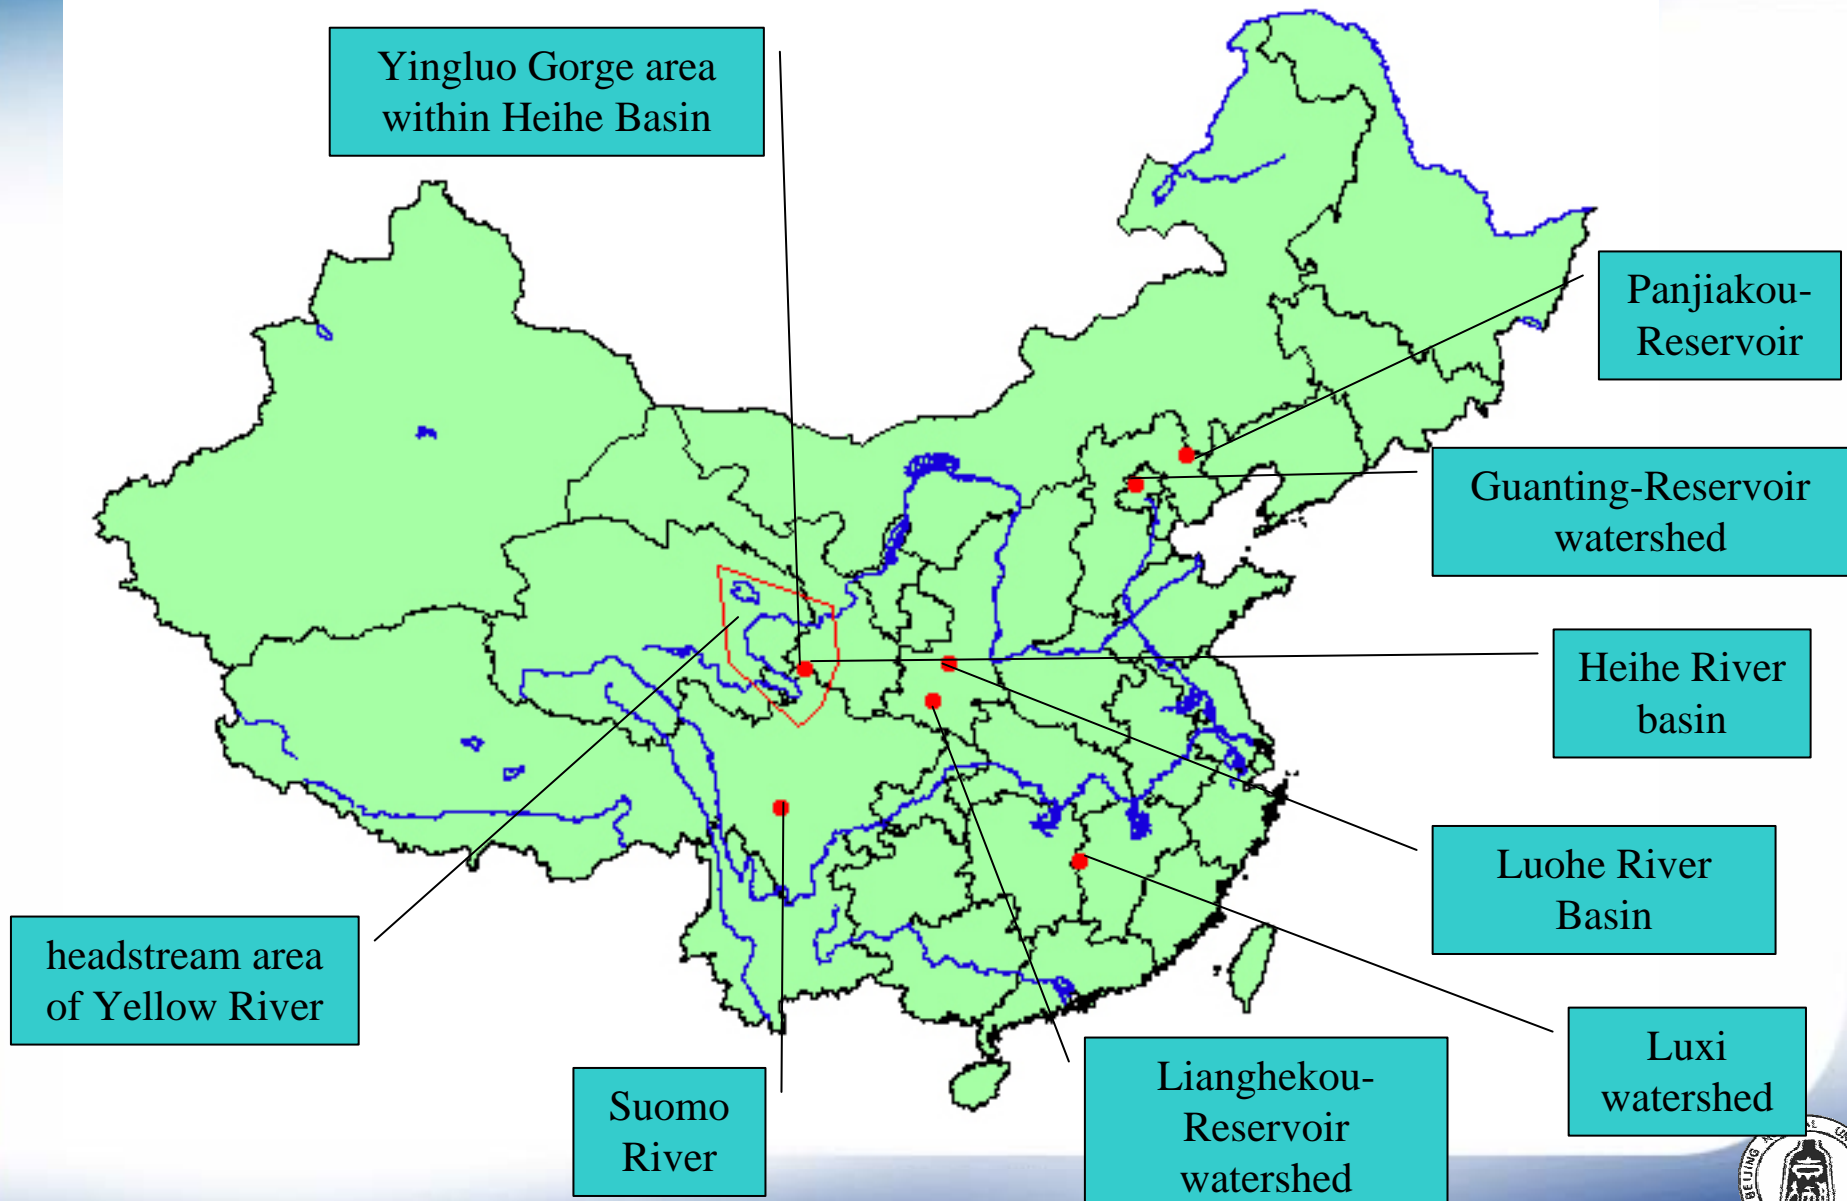 Yingluo Gorge area
within Heihe Basin
Panjiakou-
Reservoir
Guanting-Reservoir
watershed
Heihe River
basin
Luohe River
Basin
headstream area
of Yellow River
Luxi
watershed
Lianghekou-
Reservoir
watershed
Suomo
River
BEIJING